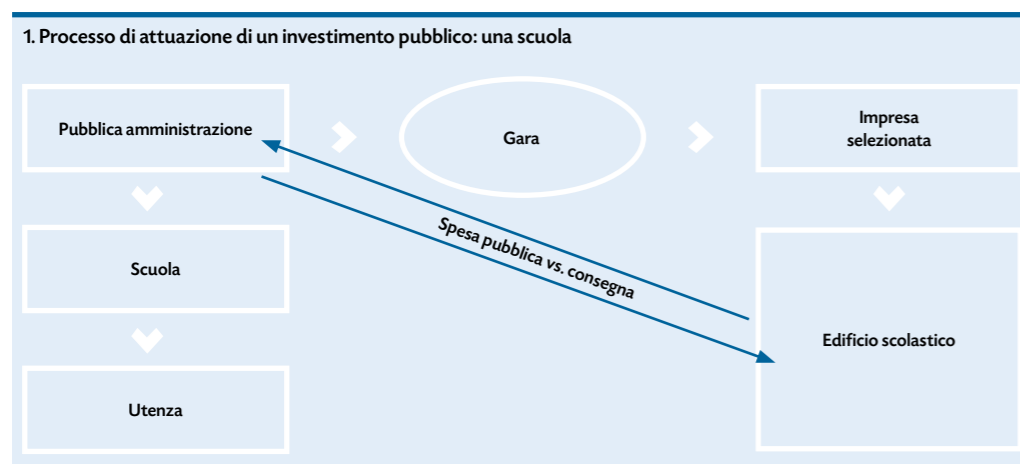 1. Processo di attuazione di un investimento pubblico: una scuola
Pubblica amministrazione
Gara
Impresa
selezionata
Spesa pubblica vs. consegna
Scuola
Edificio scolastico
Utenza